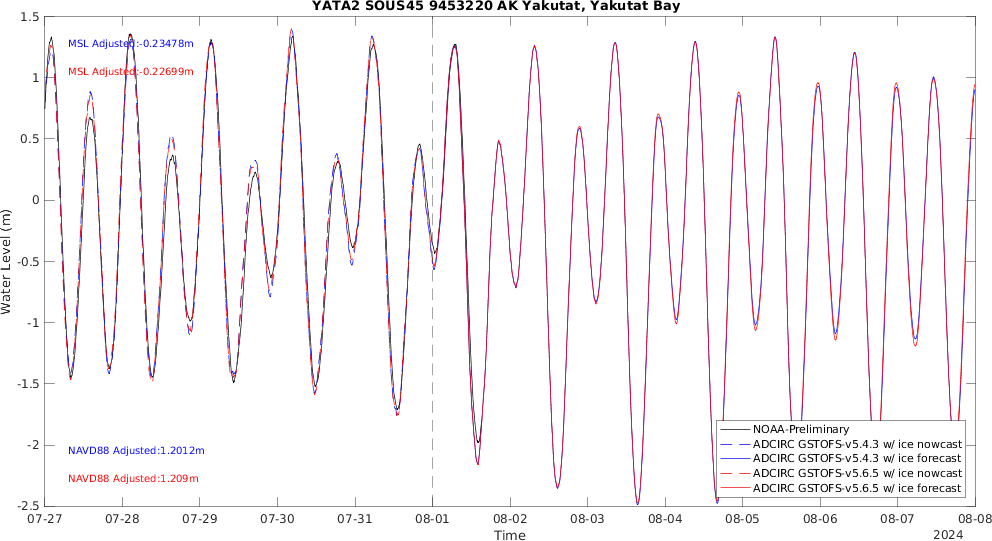 YATA2 SOUS45 9453220 AK Yakutat, Yakutat Bay
1.5
1
0.5
0
-0.5
-1
-1.5
-2
-2.5
Water Level (m)
MSL Adjusted:-0.23478m
MSL Adjusted:-0.22699m
NAVD88 Adjusted:1.2012m
NAVD88 Adjusted:1.209m
NOAA-Preliminary
ADCIRC GSTOFS-v5.4.3 w/ ice nowcast
ADCIRC GSTOFS-v5.4.3 w/ ice forecast
ADCIRC GSTOFS-v5.6.5 w/ ice nowcast
ADCIRC GSTOFS-v5.6.5 w/ ice forecast
07-27 07-28 07-29 07-30 07-31 08-01 08-02 08-03 08-04 08-05 08-06 08-07 08-08
Time
2024